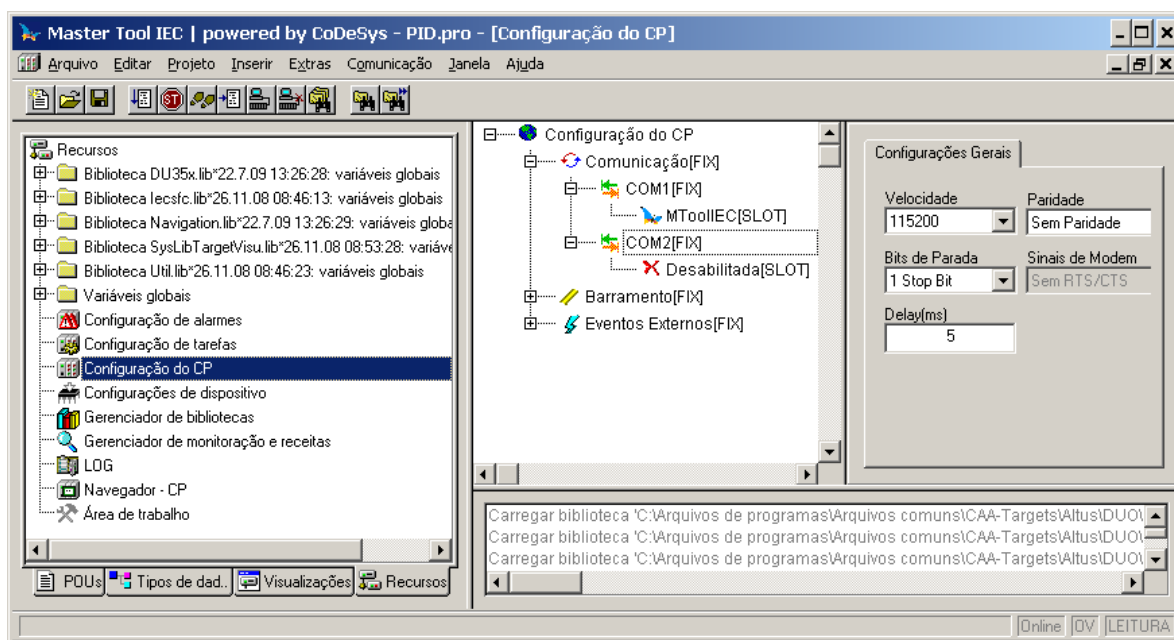 Master Tool IEC | powered by CoDeSys - PID.pro - [Configuração do CP]
Arquivo Editar Projeto Inserir Extras Comunicação Janela Ajuda
Recursos
Biblioteca DU35x.lib*22.7.09 13:26:28: variáveis globais
Biblioteca Iecsfc.lib*26.11.08 08:46:13: variáveis globais
Biblioteca Navigation.lib*22.7.09 13:26:29: variáveis globa
Biblioteca SysLibTargetVisu.lib*26.11.08 08:53:28: variáve
Biblioteca Util.lib*26.11.08 08:46:23: variáveis globais
Variáveis globais
Configuração de alarmes
Configuração de tarefas
Configuração do CP
Configurações de dispositivo
Gerenciador de bibliotecas
Gerenciador de monitoração e receitas
LOG
Navegador - CP
Área de trabalho
POUs Tipos de dad.. Visualizações Recursos
Configuração do CP
Comunicação[FIX]
COM1[FIX]
MToolIEC[SLOT]
COM2[FIX]
Desabilitada[SLOT]
Barramento[FIX]
Eventos Externos[FIX]
Configurações Gerais
Velocidade Paridade
115200 Sem Paridade
Bits de Parada Sinais de Modem
1 Stop Bit Sem RTS/CTS
Delay(ms)
5
Carregar biblioteca 'C:\Arquivos de programas\Arquivos comuns\CAA-Targets\Altus\DUO\
Carregar biblioteca 'C:\Arquivos de programas\Arquivos comuns\CAA-Targets\Altus\DUO\
Carregar biblioteca 'C:\Arquivos de programas\Arquivos comuns\CAA-Targets\Altus\DUO\
Online OV LEITURA